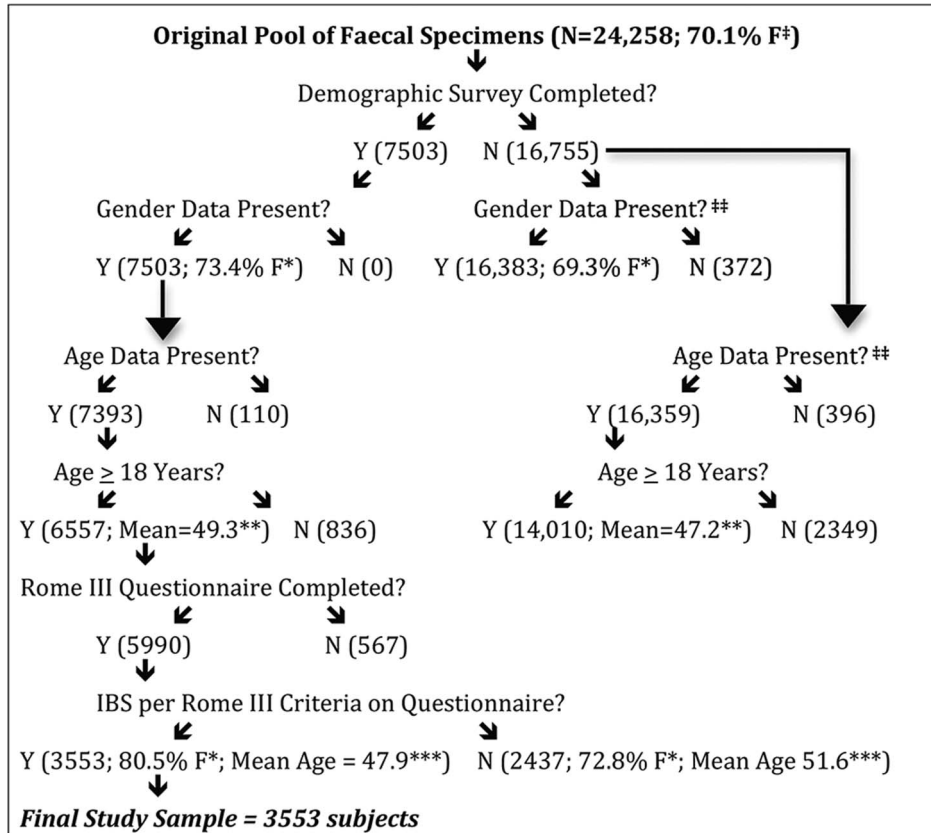 Original Pool of Faecal Specimens (N=24,258; 70.1% F‡)
Demographic Survey Completed?
Y (7503) N (16,755)
Gender Data Present? Gender Data Present? ‡‡
Y (7503; 73.4% F*) N (0) Y (16,383; 69.3% F*) N (372)
Age Data Present? Age Data Present? ‡‡
Y (7393) N (110) Y (16,359) N (396)
Age ≥ 18 Years? Age ≥ 18 Years?
Y (6557; Mean=49.3**) N (836) Y (14,010; Mean=47.2**) N (2349)
Rome III Questionnaire Completed?
Y (5990) N (567)
IBS per Rome III Criteria on Questionnaire?
Y (3553; 80.5% F*; Mean Age = 47.9***) N (2437; 72.8% F*; Mean Age 51.6***)
Final Study Sample = 3553 subjects